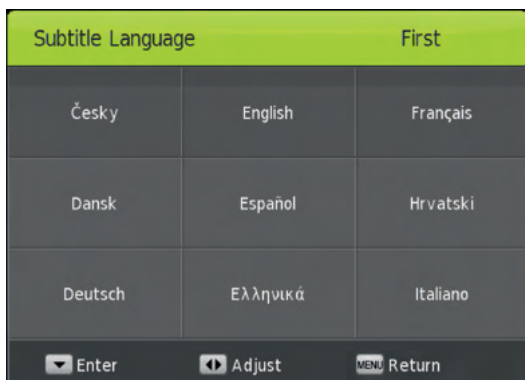 Subtitle Language First
Česky English Français
Dansk Español Hrvatski
Deutsch Ελληνικά Italiano
Enter Adjust MENU Return